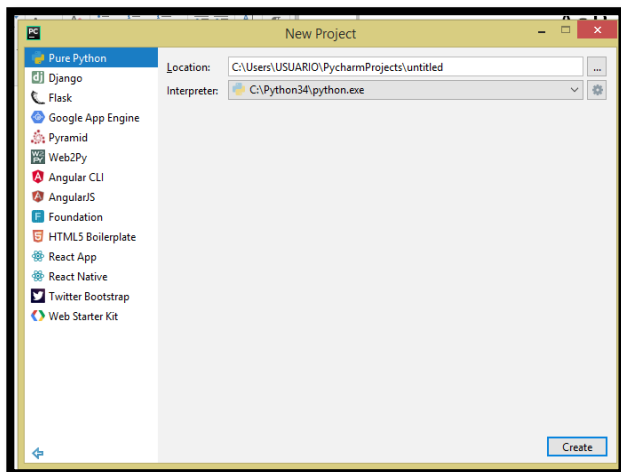 PC
New Project
Pure Python
Django
Flask
Google App Engine
Pyramid
Web2Py
Angular CLI
AngularJS
Foundation
HTML5 Boilerplate
React App
React Native
Twitter Bootstrap
Web Starter Kit
Location: C:\Users\USUARIO\PycharmProjects\untitled ...
Interpreter: C:\Python34\python.exe
Create